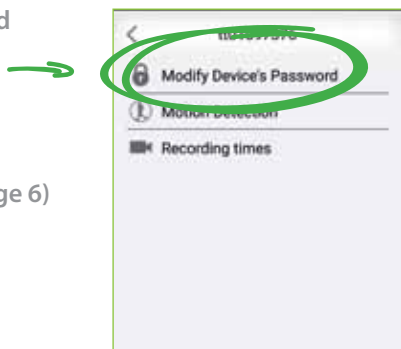 d
Modify Device's Password
Motion Detection
Recording times
ge 6)